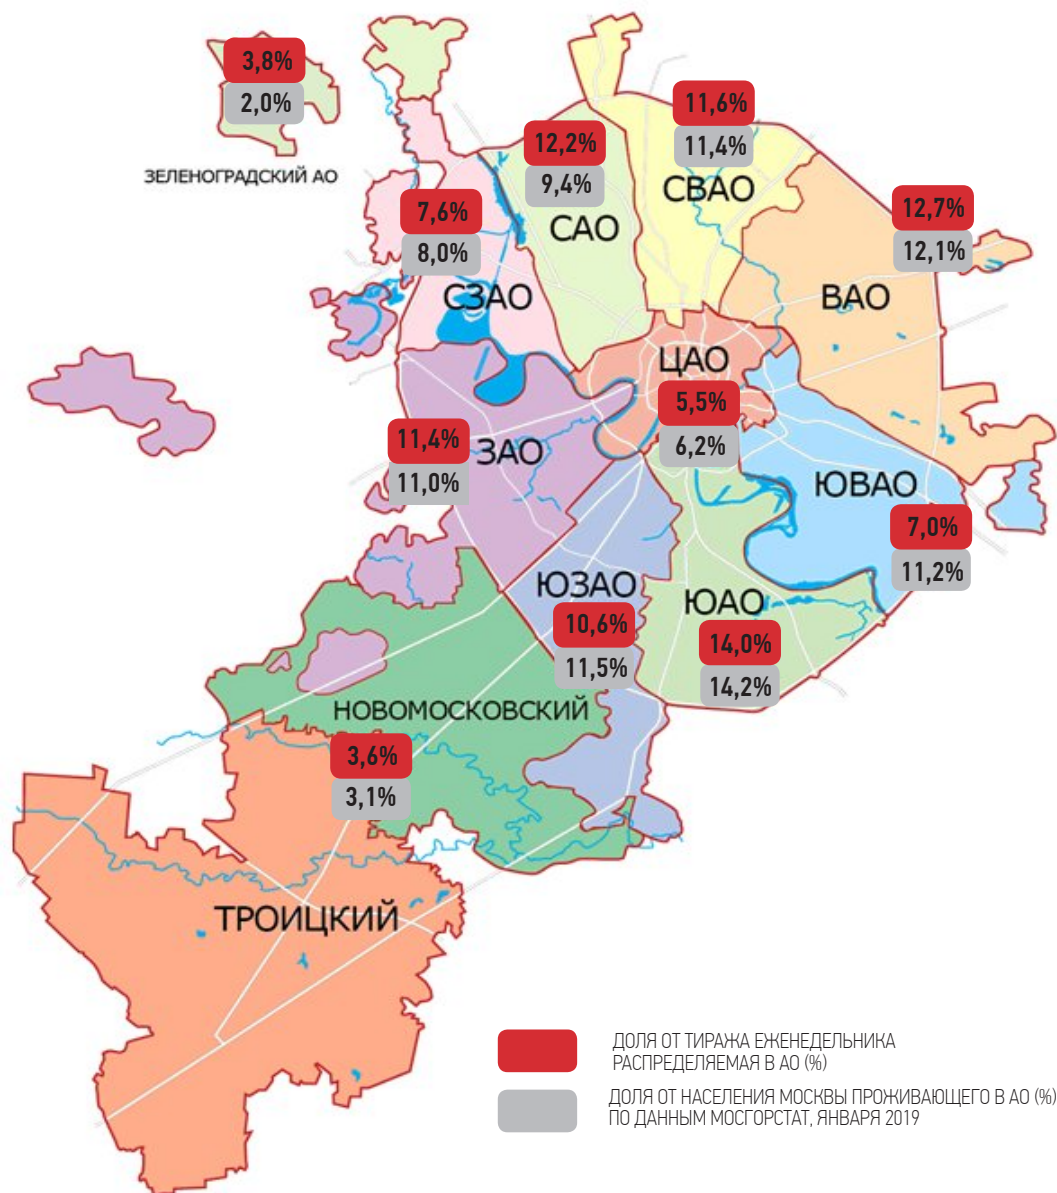 3,8%
2,0%
ЗЕЛЕНОГРАДСКИЙ АО
11,6%
11,4%
СВАО
12,2%
9,4%
САО
7,6%
8,0%
СЗАО
12,7%
12,1%
ВАО
ЦАО
5,5%
6,2%
11,4%
11,0%
ЗАО
ЮВАО
7,0%
11,2%
ЮЗАО
10,6%
11,5%
ЮАО
14,0%
14,2%
НОВОМОСКОВСКИЙ
3,6%
3,1%
ТРОИЦКИЙ
ДОЛЯ ОТ ТИРАЖА ЕЖЕНЕДЕЛЬНИКА
РАСПРЕДЕЛЯЕМАЯ В АО (%)
ДОЛЯ ОТ НАСЕЛЕНИЯ МОСКВЫ ПРОЖИВАЮЩЕГО В АО (%)
ПО ДАННЫМ МОСГОРСТАТ, ЯНВАРЯ 2019